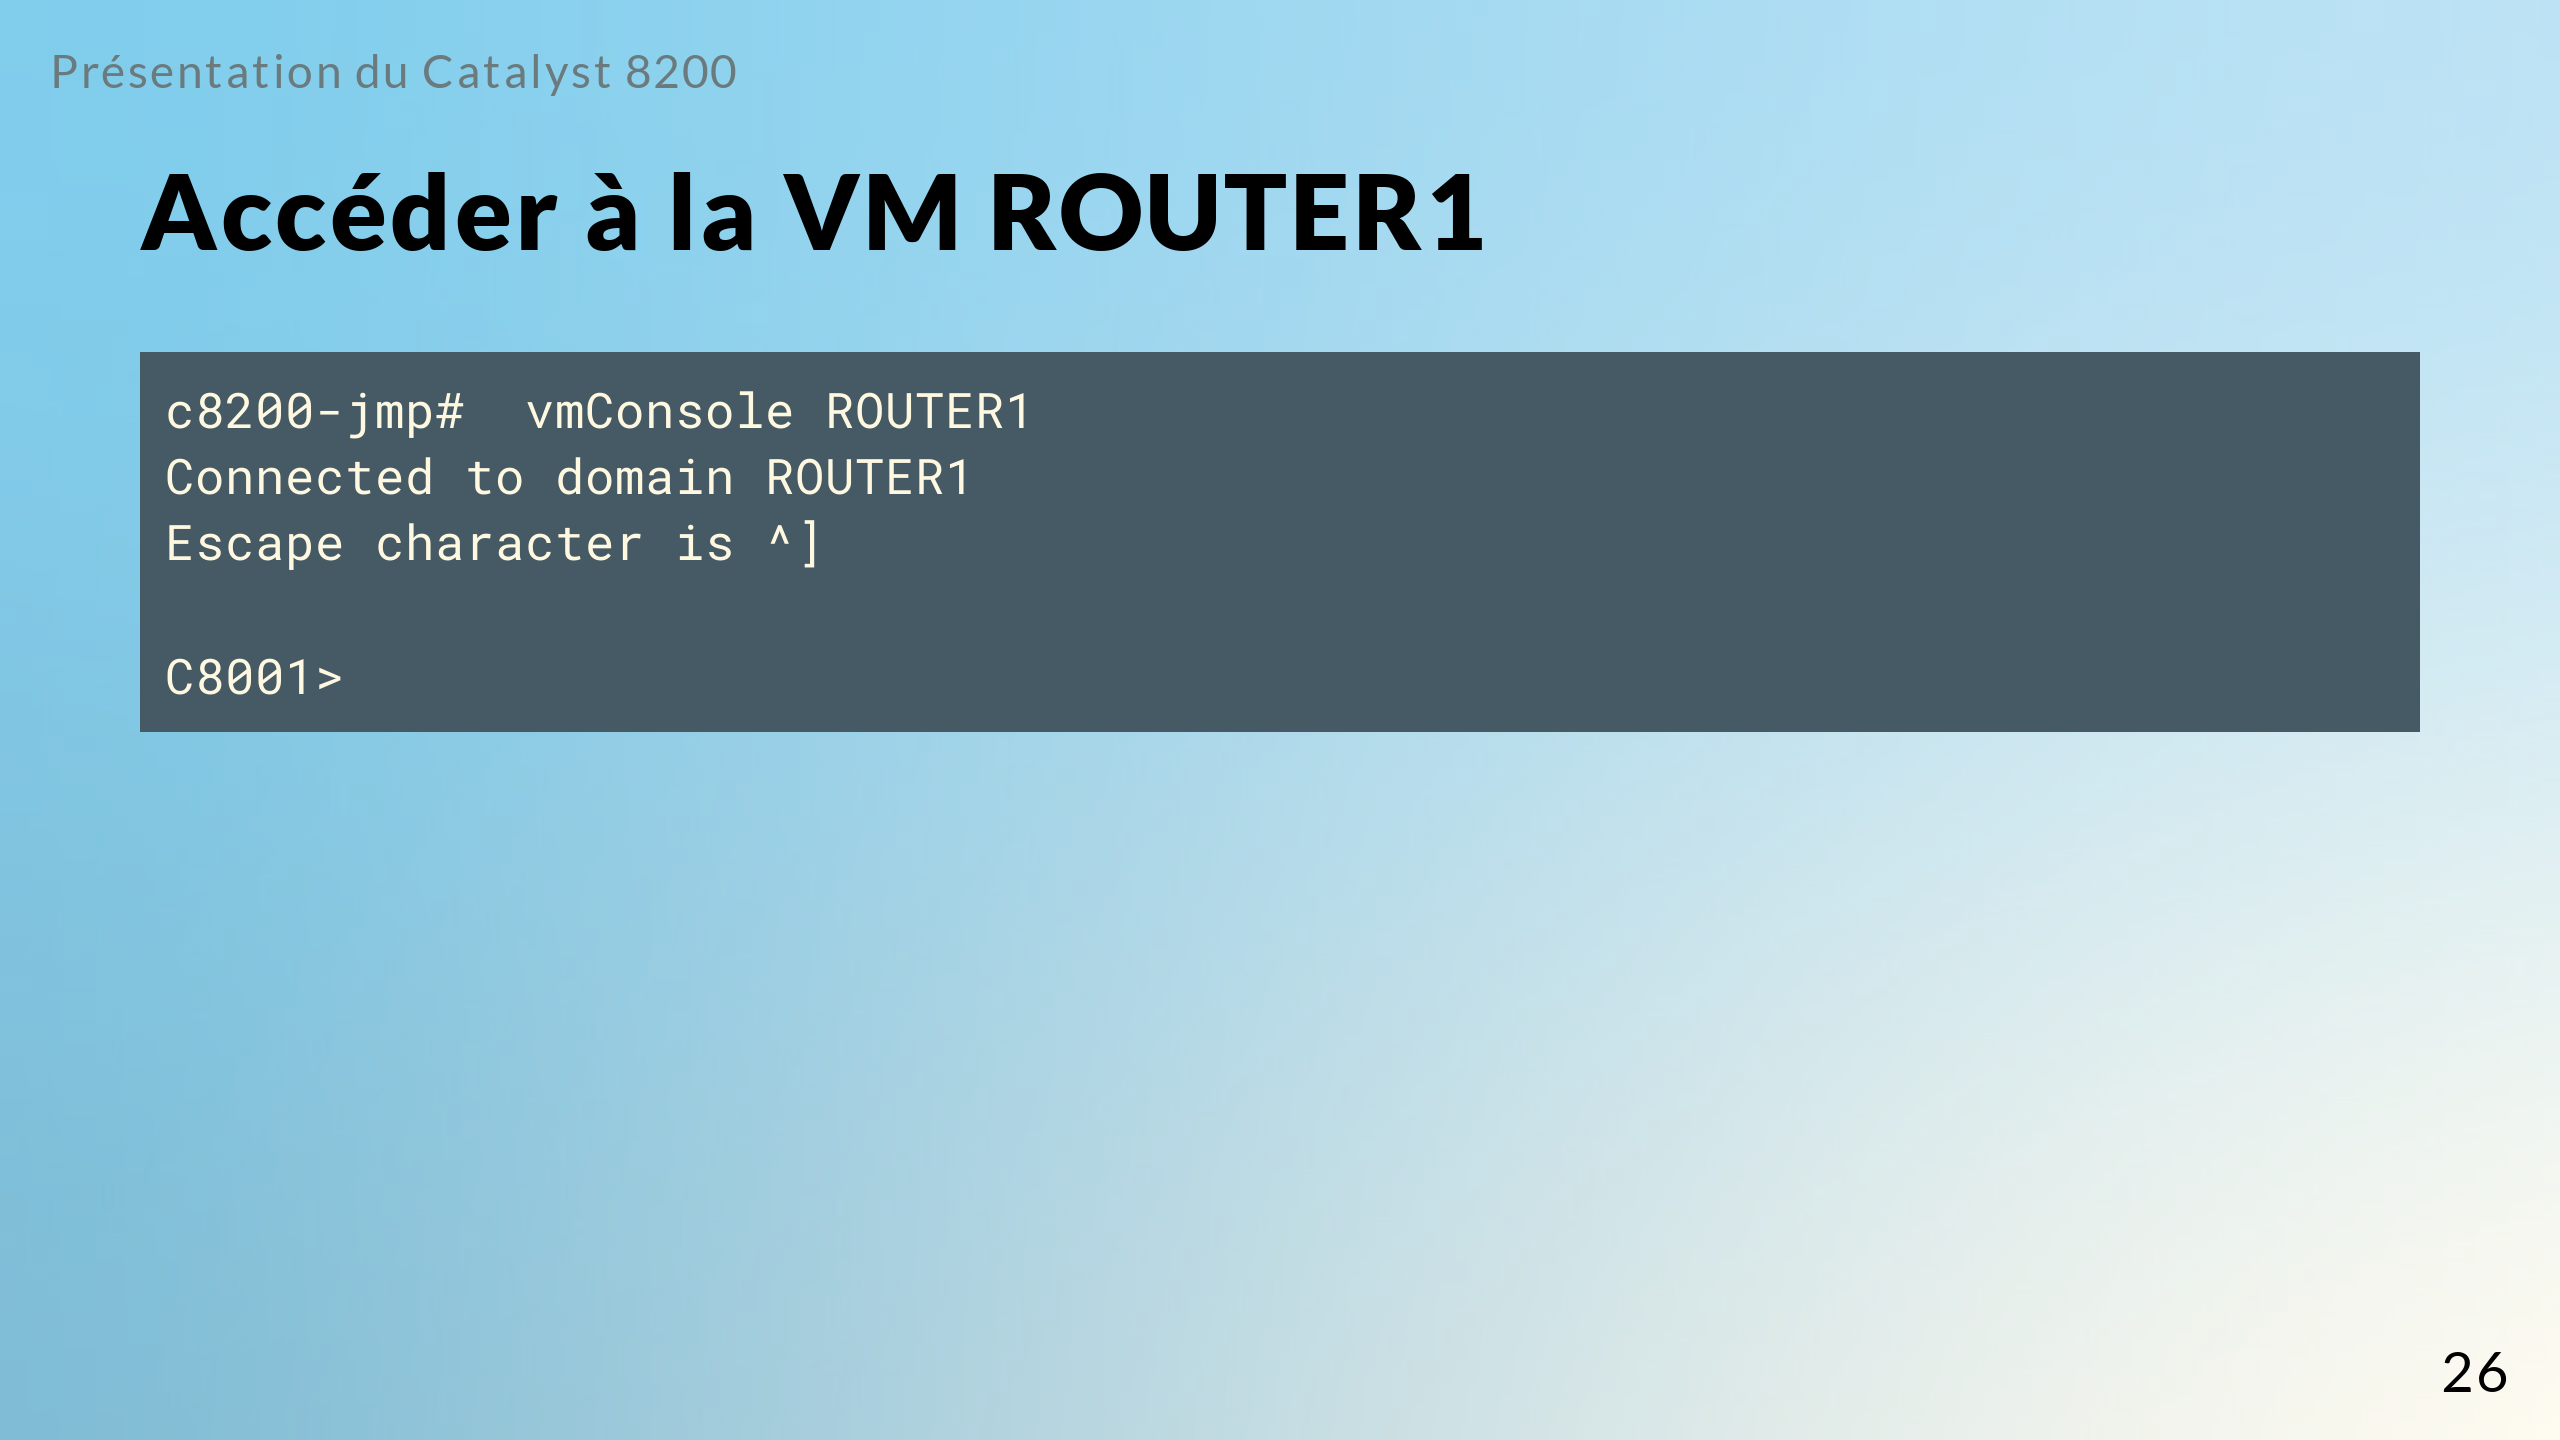 Présentation du Catalyst 8200
Accéder à la VM ROUTER1
c8200-jmp#  vmConsole ROUTER1
Connected to domain ROUTER1
Escape character is ^]
C8001>
26